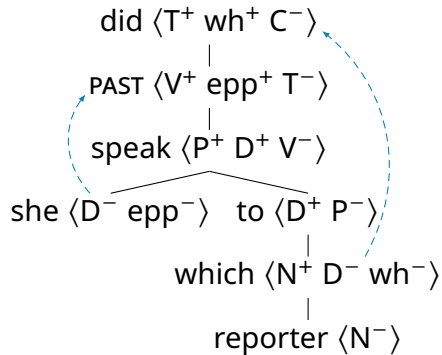 did ⟨T⁺ wh⁺ C⁻⟩
PAST ⟨V⁺ epp⁺ T⁻⟩
speak ⟨P⁺ D⁺ V⁻⟩
she ⟨D⁻ epp⁻⟩ to ⟨D⁺ P⁻⟩
which ⟨N⁺ D⁻ wh⁻⟩
reporter ⟨N⁻⟩